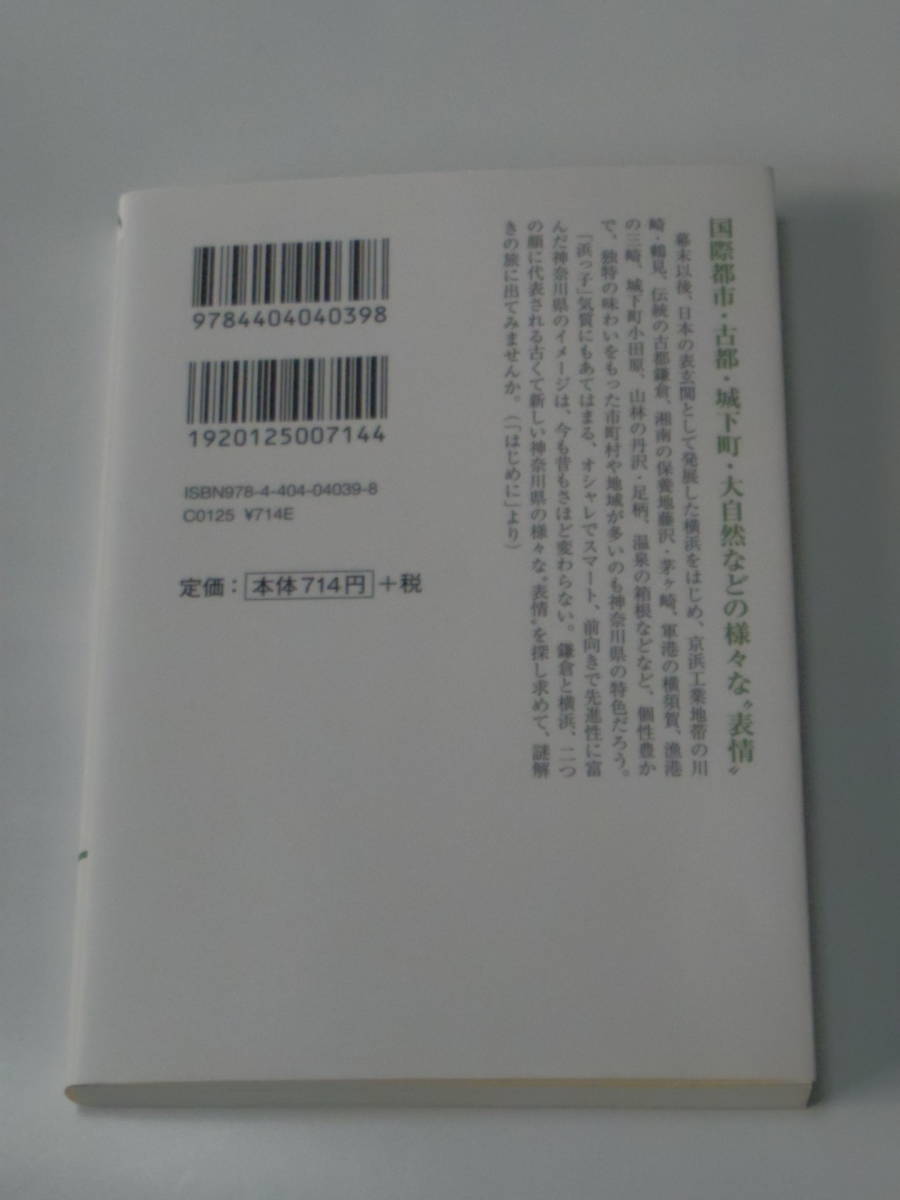 国際都市・古都・城下町・大自然などの様々な〝表情〟
幕末以後、日本の表玄関として発展した横浜をはじめ、京浜工業地帯の川
崎・鶴見、伝統の古都鎌倉、湘南の保養地藤沢・茅ヶ崎、軍港の横須賀、漁港
の三崎、城下町小田原、山林の丹沢・足柄、温泉の箱根などなど、個性豊か
で、独特の味わいをもった市町村や地域が多いのも神奈川県の特色だろう。
「浜っ子」気質にもあてはまる、オシャレでスマート、前向きで先進性に富
んだ神奈川県のイメージは、今も昔もさほど変わらない。鎌倉と横浜、二つ
の顔に代表される古くて新しい神奈川県の様々な〝表情〟を探し求めて、謎解
きの旅に出てみませんか。(「はじめに」より)
9784404040398
1920125007144
ISBN978-4-404-04039-8
C0125 ¥714E
定価：本体714円＋税